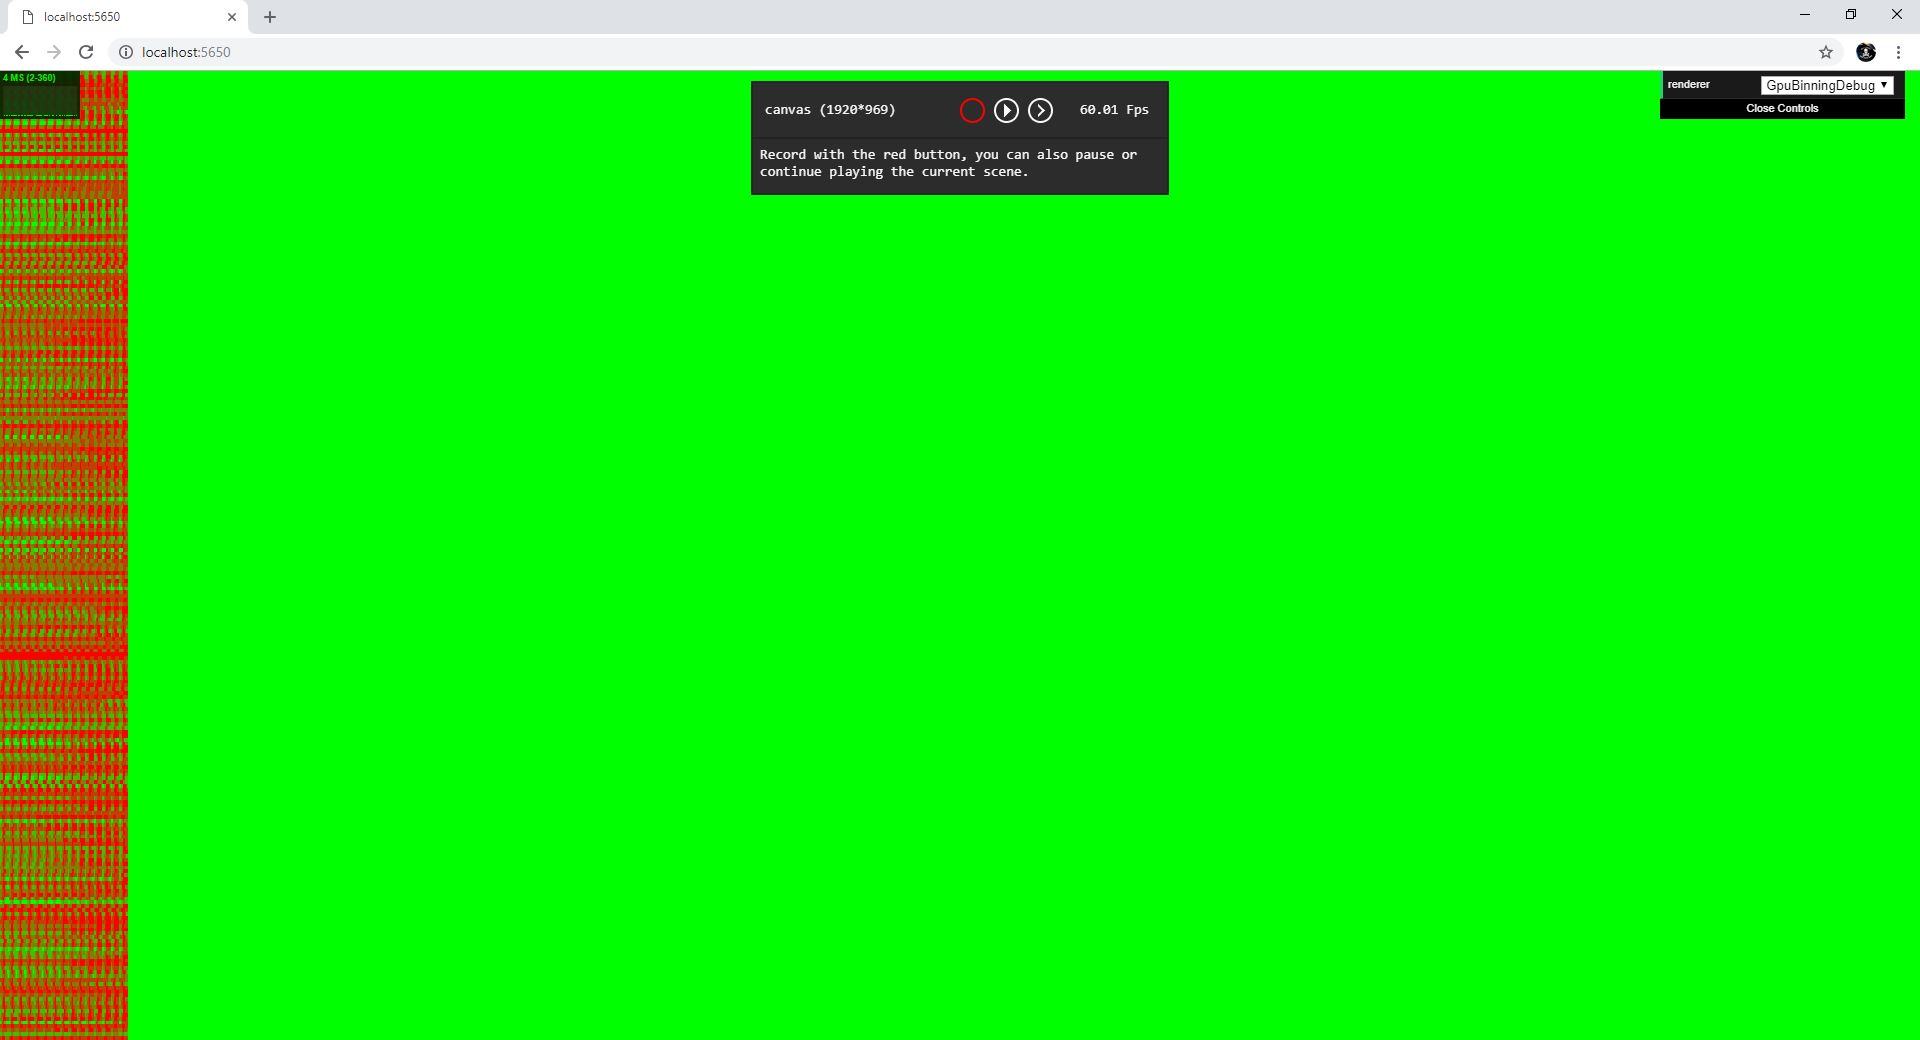 localhost:5650
localhost:5650
4 MS (2-360)
canvas (1920*969)
60.01 Fps
Record with the red button, you can also pause or
continue playing the current scene.
renderer
GpuBinningDebug
Close Controls